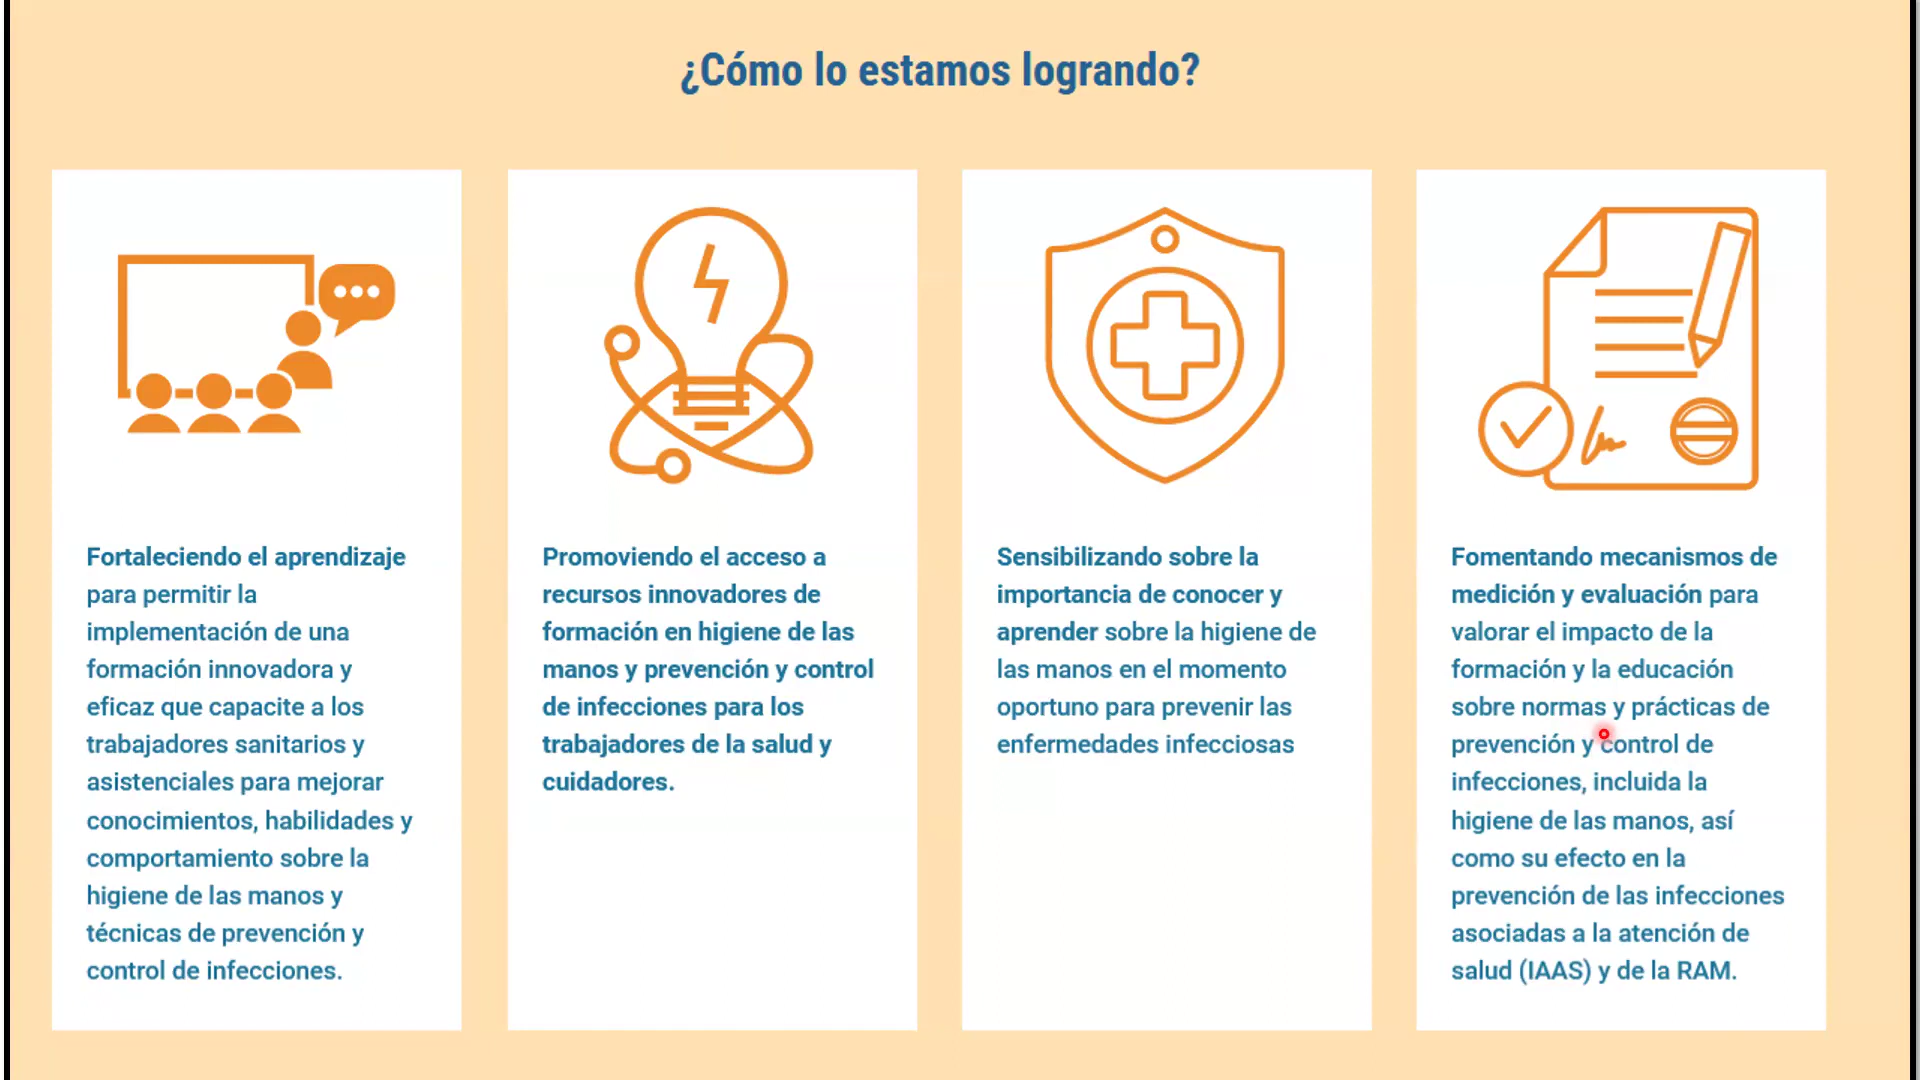 ¿Cómo lo estamos logrando?
Fortaleciendo el aprendizaje
para permitir la
implementación de una
formación innovadora y
eficaz que capacite a los
trabajadores sanitarios y
asistenciales para mejorar
conocimientos, habilidades y
comportamiento sobre la
higiene de las manos y
técnicas de prevención y
control de infecciones.
Promoviendo el acceso a
recursos innovadores de
formación en higiene de las
manos y prevención y control
de infecciones para los
trabajadores de la salud y
cuidadores.
Sensibilizando sobre la
importancia de conocer y
aprender sobre la higiene de
las manos en el momento
oportuno para prevenir las
enfermedades infecciosas
Fomentando mecanismos de
medición y evaluación para
valorar el impacto de la
formación y la educación
sobre normas y prácticas de
prevención y control de
infecciones, incluida la
higiene de las manos, así
como su efecto en la
prevención de las infecciones
asociadas a la atención de
salud (IAAS) y de la RAM.